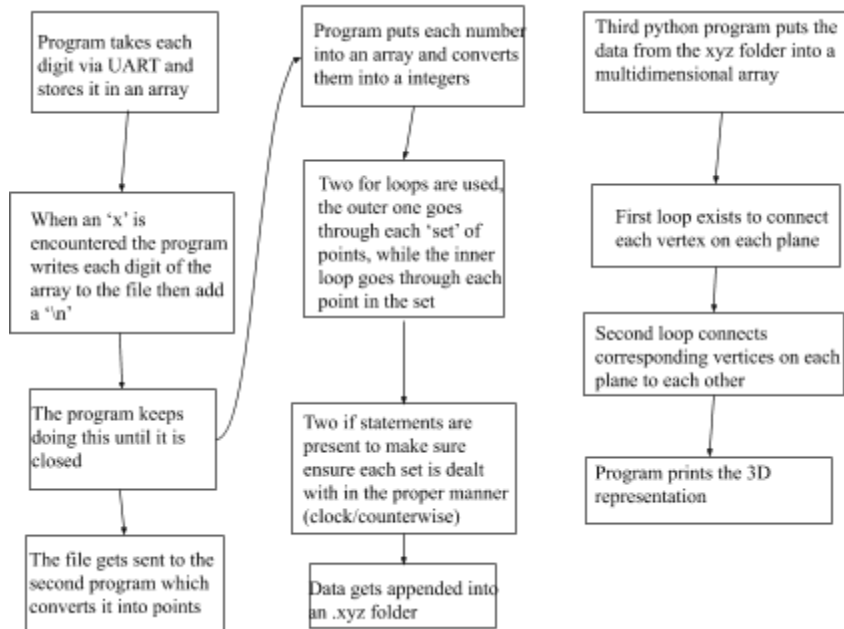 Program takes each
digit via UART and
stores it in an array
When an ‘x’ is
encountered the program
writes each digit of the
array to the file then add
a ‘\n’
The program keeps
doing this until it is
closed
The file gets sent to the
second program which
converts it into points
Program puts each number
into an array and converts
them into a integers
Two for loops are used,
the outer one goes
through each ‘set’ of
points, while the inner
loop goes through each
point in the set
Two if statements are
present to make sure
ensure each set is dealt
with in the proper manner
(clock/counterwise)
Data gets appended into
an .xyz folder
Third python program puts the
data from the xyz folder into a
multidimensional array
First loop exists to connect
each vertex on each plane
Second loop connects
corresponding vertices on each
plane to each other
Program prints the 3D
representation